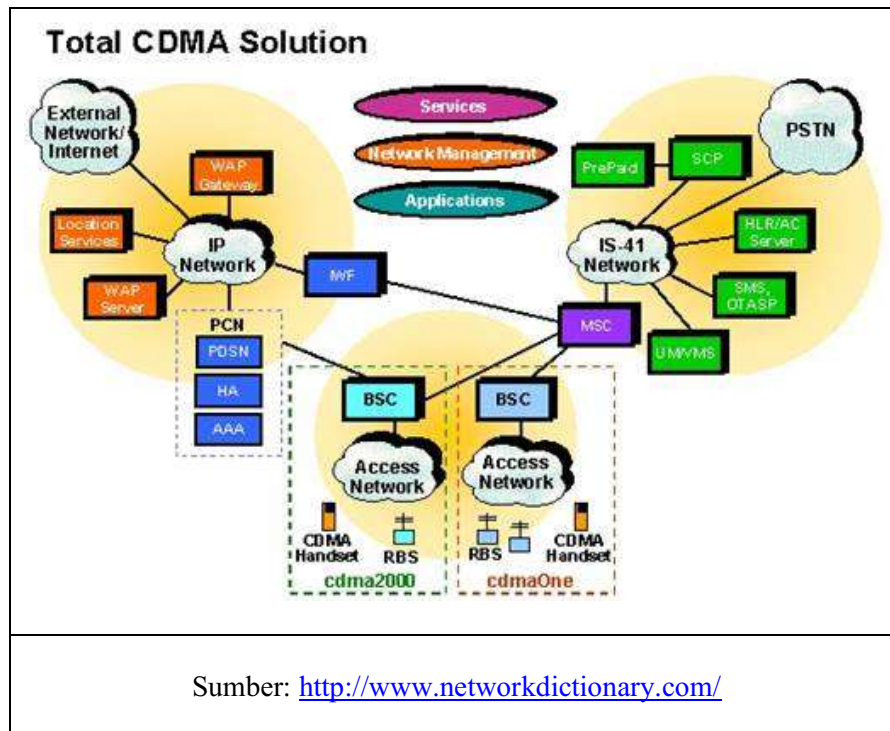 Total CDMA Solution
External
Network/
Internet
WAP
Gateway
Location
Services
IP
Network
WAP
Server
Services
Network Management
Applications
PSTN
PrePaid
SCP
IS-41
Network
HLR/AC
Server
SMS,
OTASP
UM/VMS
IWF
MSC
PCN
PDSN
HA
AAA
BSC
Access
Network
CDMA
Handset
RBS
cdma2000
BSC
Access
Network
RBS
CDMA
Handset
cdmaOne
Sumber: http://www.networkdictionary.com/